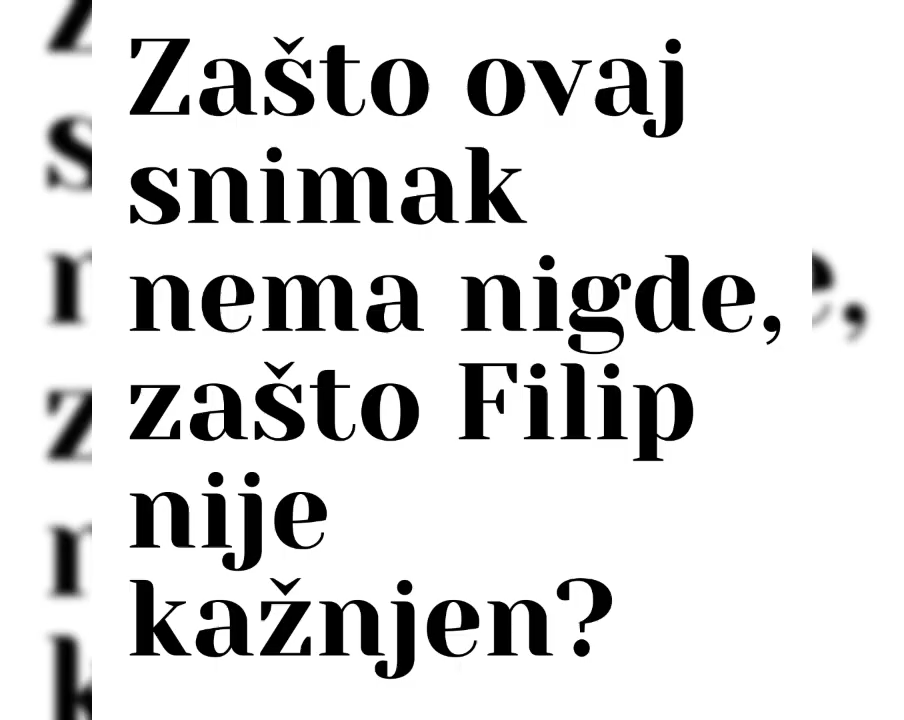 Zašto ovaj
snimak
nema nigde,
zašto Filip
nije
kažnjen?